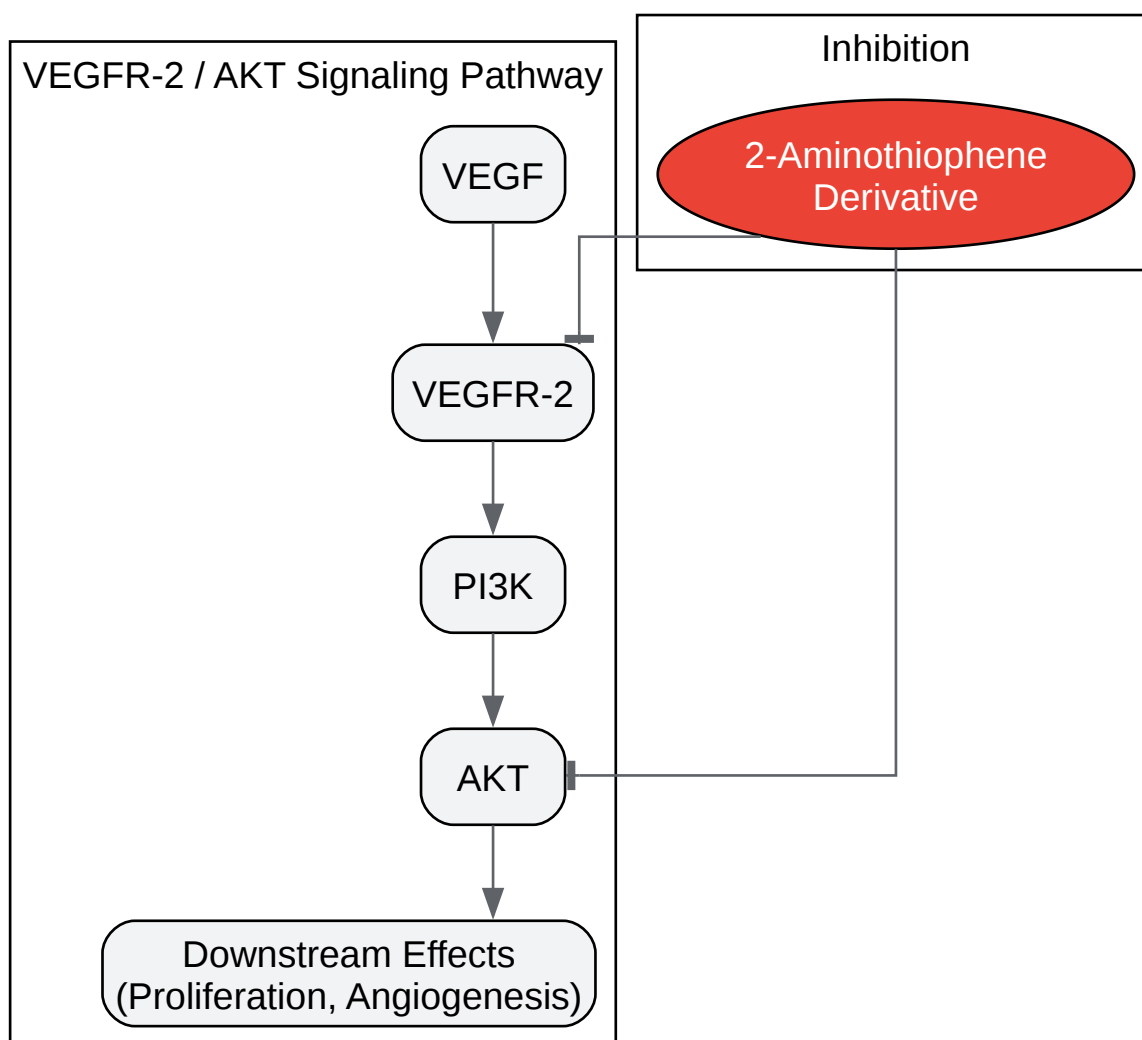 VEGFR-2 / AKT Signaling Pathway
VEGF
VEGFR-2
PI3K
AKT
Downstream Effects
(Proliferation, Angiogenesis)
Inhibition
2-Aminothiophene
Derivative